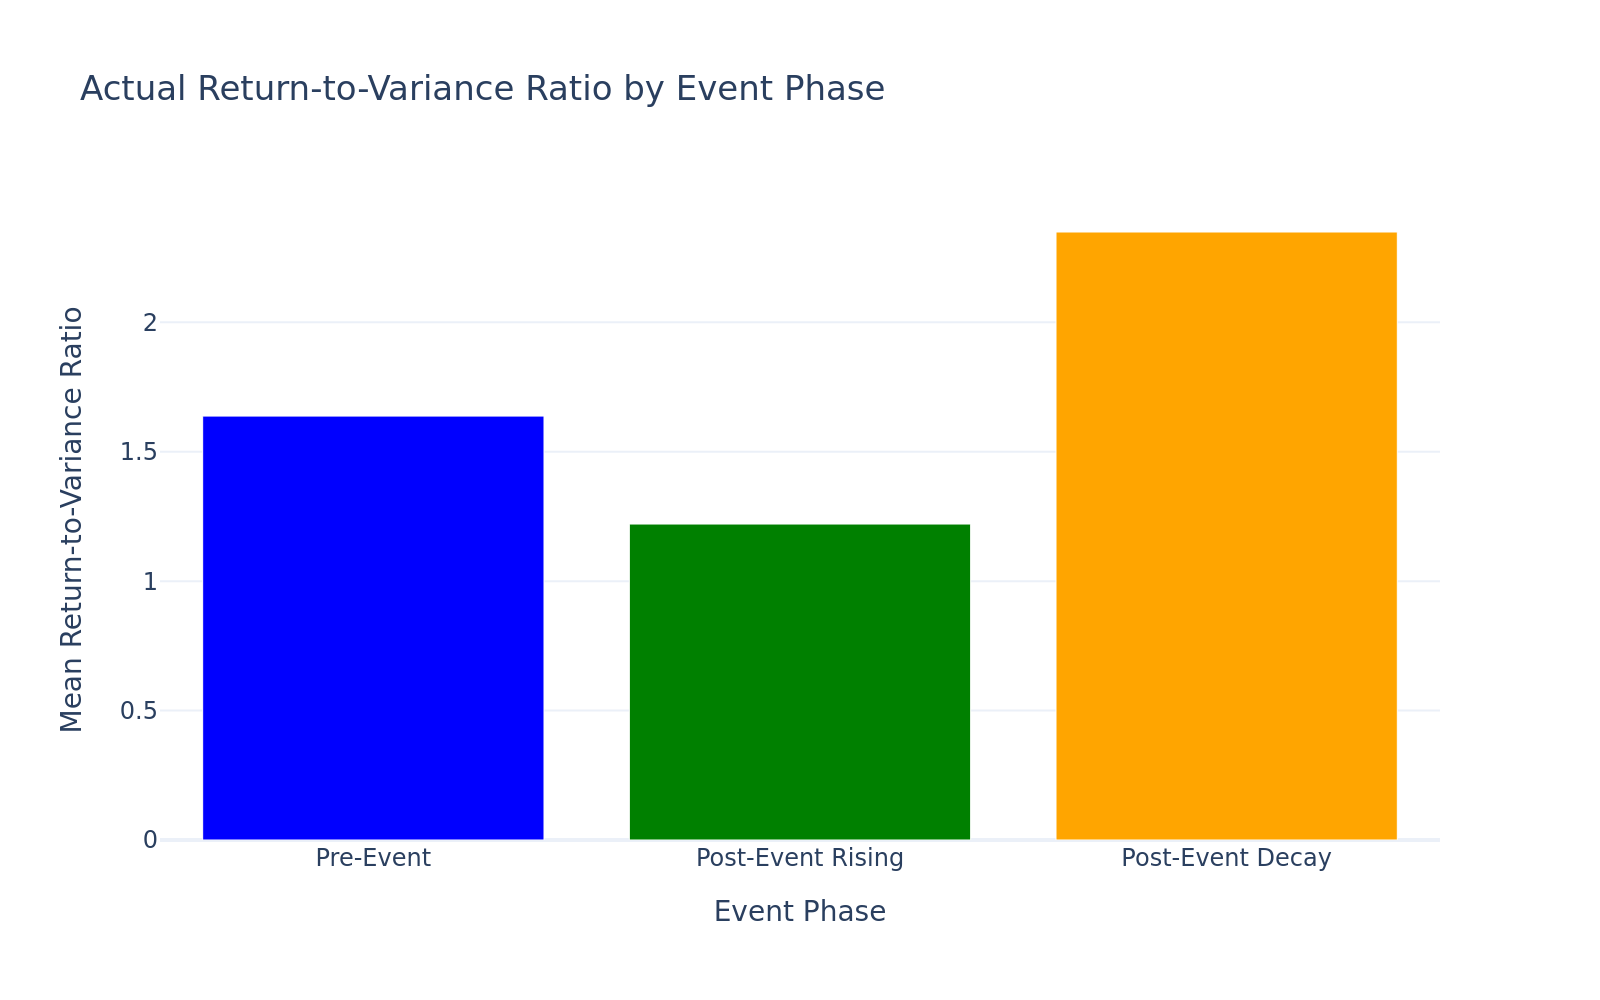 Actual Return-to-Variance Ratio by Event Phase
Mean Return-to-Variance Ratio
2
1.5
1
0.5
0
Pre-Event
Post-Event Rising
Post-Event Decay
Event Phase